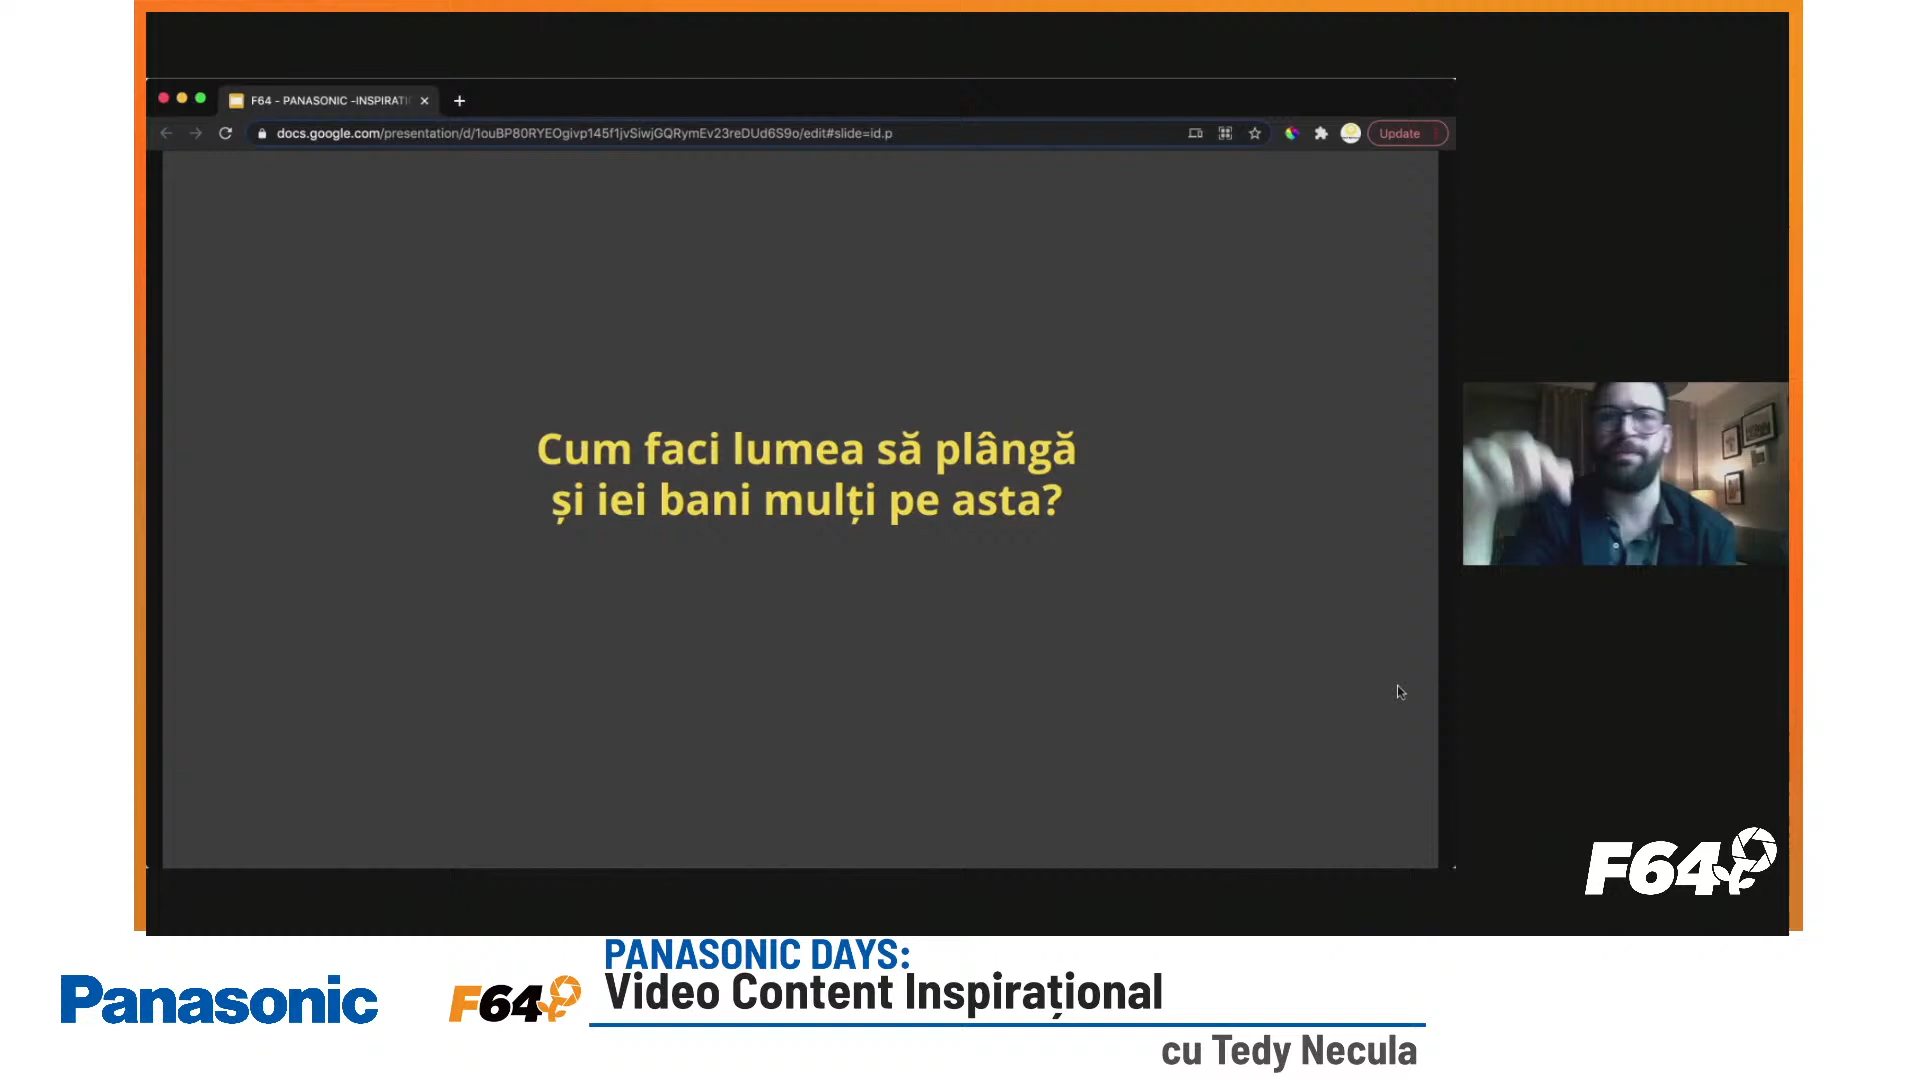 F64 - PANASONIC -INSPIRATI
docs.google.com/presentation/d/1ouBP80RYEOgivp145f1jvSiwjGQRymEv23reDUd6S9o/edit#slide=id.p
Update
Cum faci lumea să plângă
și iei bani mulți pe asta?
F64
PANASONIC DAYS:
Panasonic
F64
Video Content Inspirațional
cu Tedy Necula